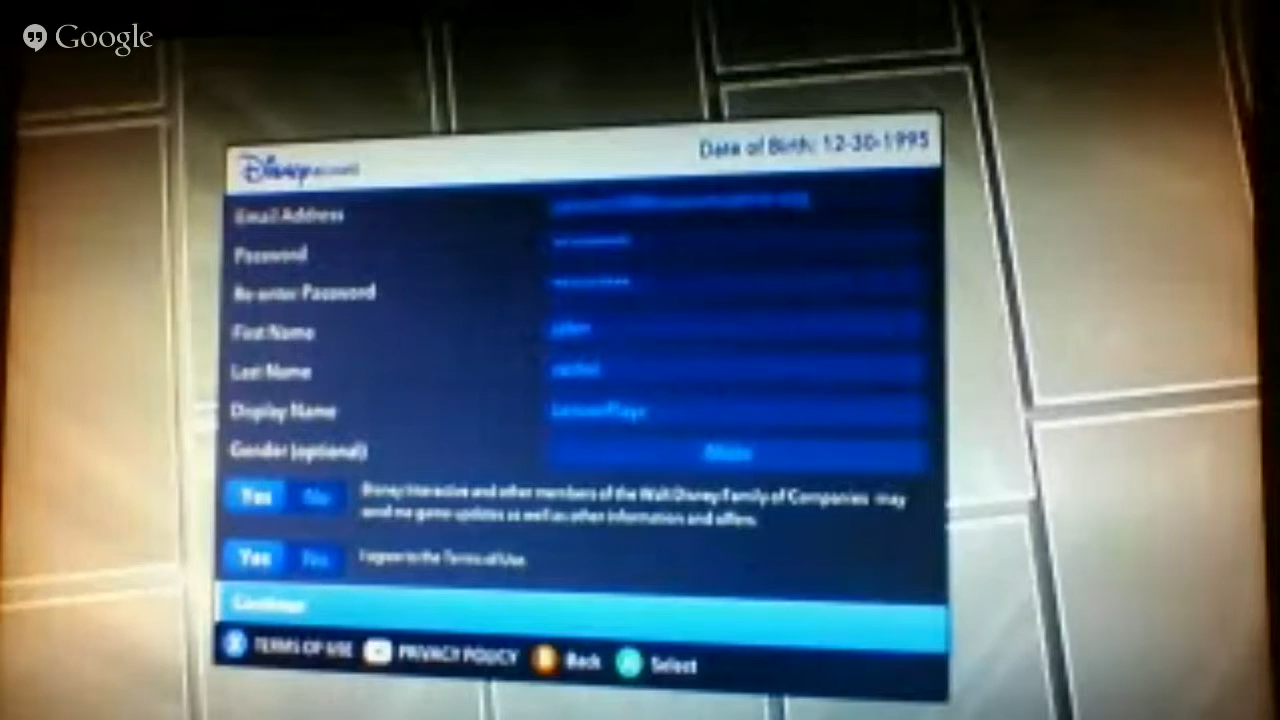 Google
Disney account
Date of Birth: 12-30-1995
Email Address
Password
Re-enter Password
First Name
Last Name
Display Name
Gender (optional)
Male
Yes No
Disney Interactive and other members of the Walt Disney Family of Companies may
send me game updates as well as other information and offers.
Yes No
I agree to the Terms of Use.
Continue
TERMS OF USE
PRIVACY POLICY
Back
Select